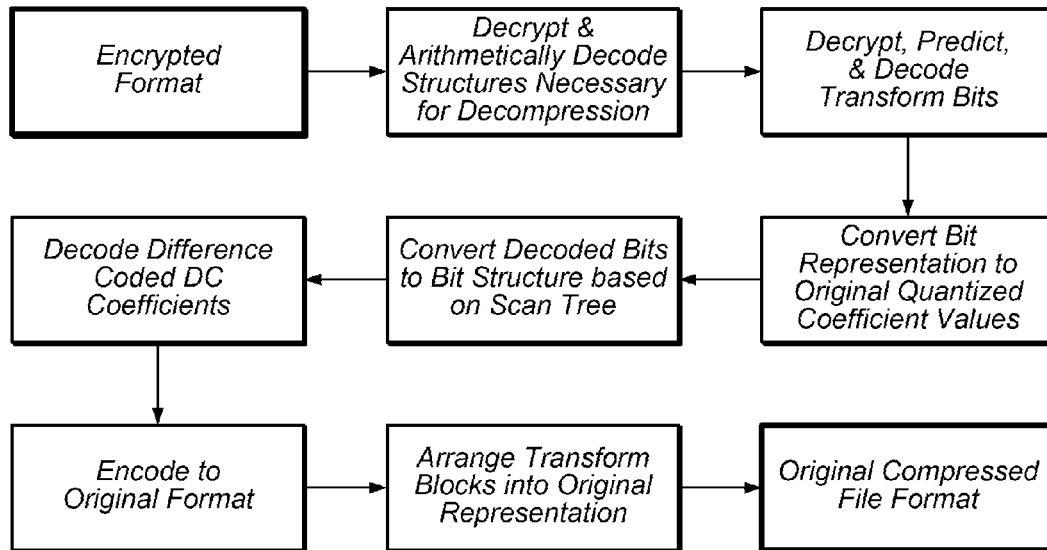 Encrypted
Format
Decrypt &
Arithmetically Decode
Structures Necessary
for Decompression
Decrypt, Predict,
& Decode
Transform Bits
Convert Bit
Representation to
Original Quantized
Coefficient Values
Convert Decoded Bits
to Bit Structure based
on Scan Tree
Decode Difference
Coded DC
Coefficients
Encode to
Original Format
Arrange Transform
Blocks into Original
Representation
Original Compressed
File Format